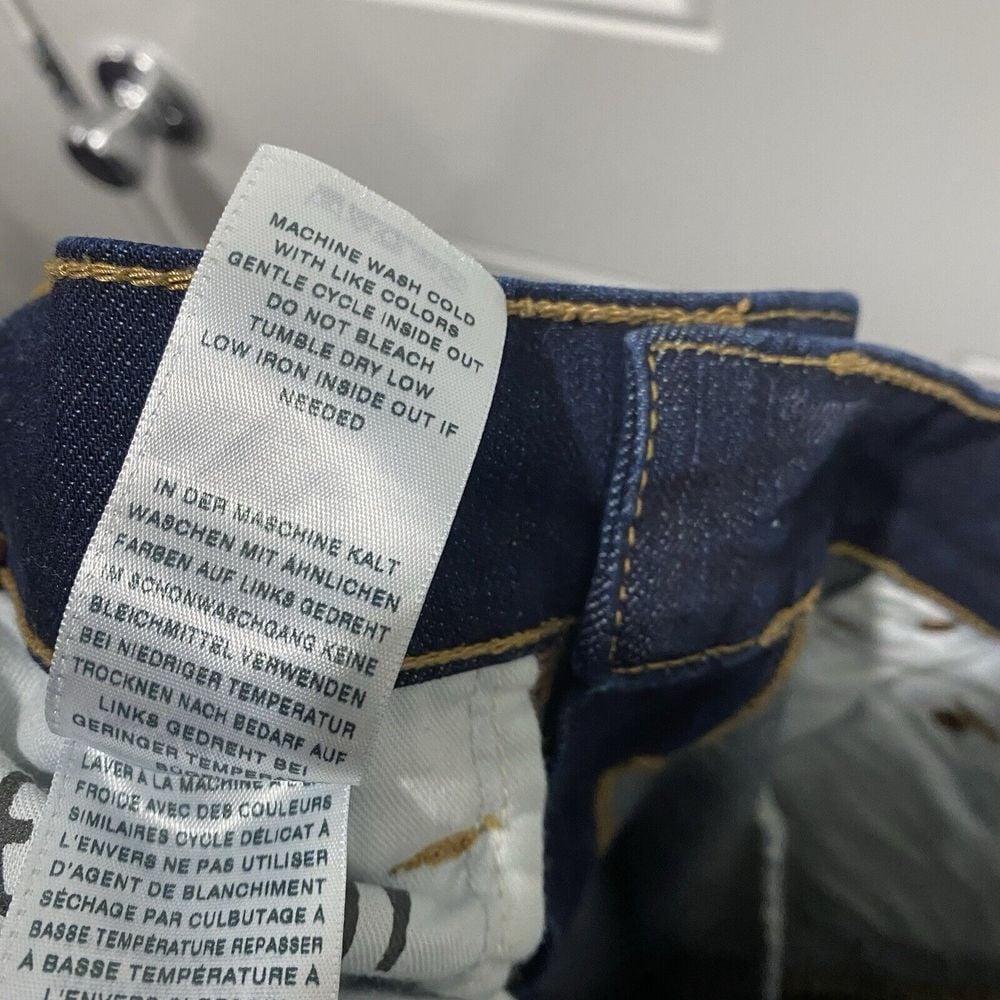 MACHINE WASH COLD
WITH LIKE COLORS
GENTLE CYCLE INSIDE OUT
DO NOT BLEACH
TUMBLE DRY LOW
LOW IRON INSIDE OUT IF
NEEDED
IN DER MASCHINE KALT
WASCHEN MIT ÄHNLICHEN
FARBEN AUF LINKS GEDREHT
IM SCHONWASCHGANG KEINE
BLEICHMITTEL VERWENDEN
BEI NIEDRIGER TEMPERATUR
TROCKNEN NACH BEDARF AUF
LINKS GEDREHT BEI
GERINGER
LAVER À LA MACHINE
FROIDE AVEC DES COULEURS
SIMILAIRES CYCLE DÉLICAT À
L'ENVERS NE PAS UTILISER
D'AGENT DE BLANCHIMENT
SÉCHAGE PAR CULBUTAGE À
BASSE TEMPÉRATURE REPASSER
À BASSE TEMPÉRATURE À